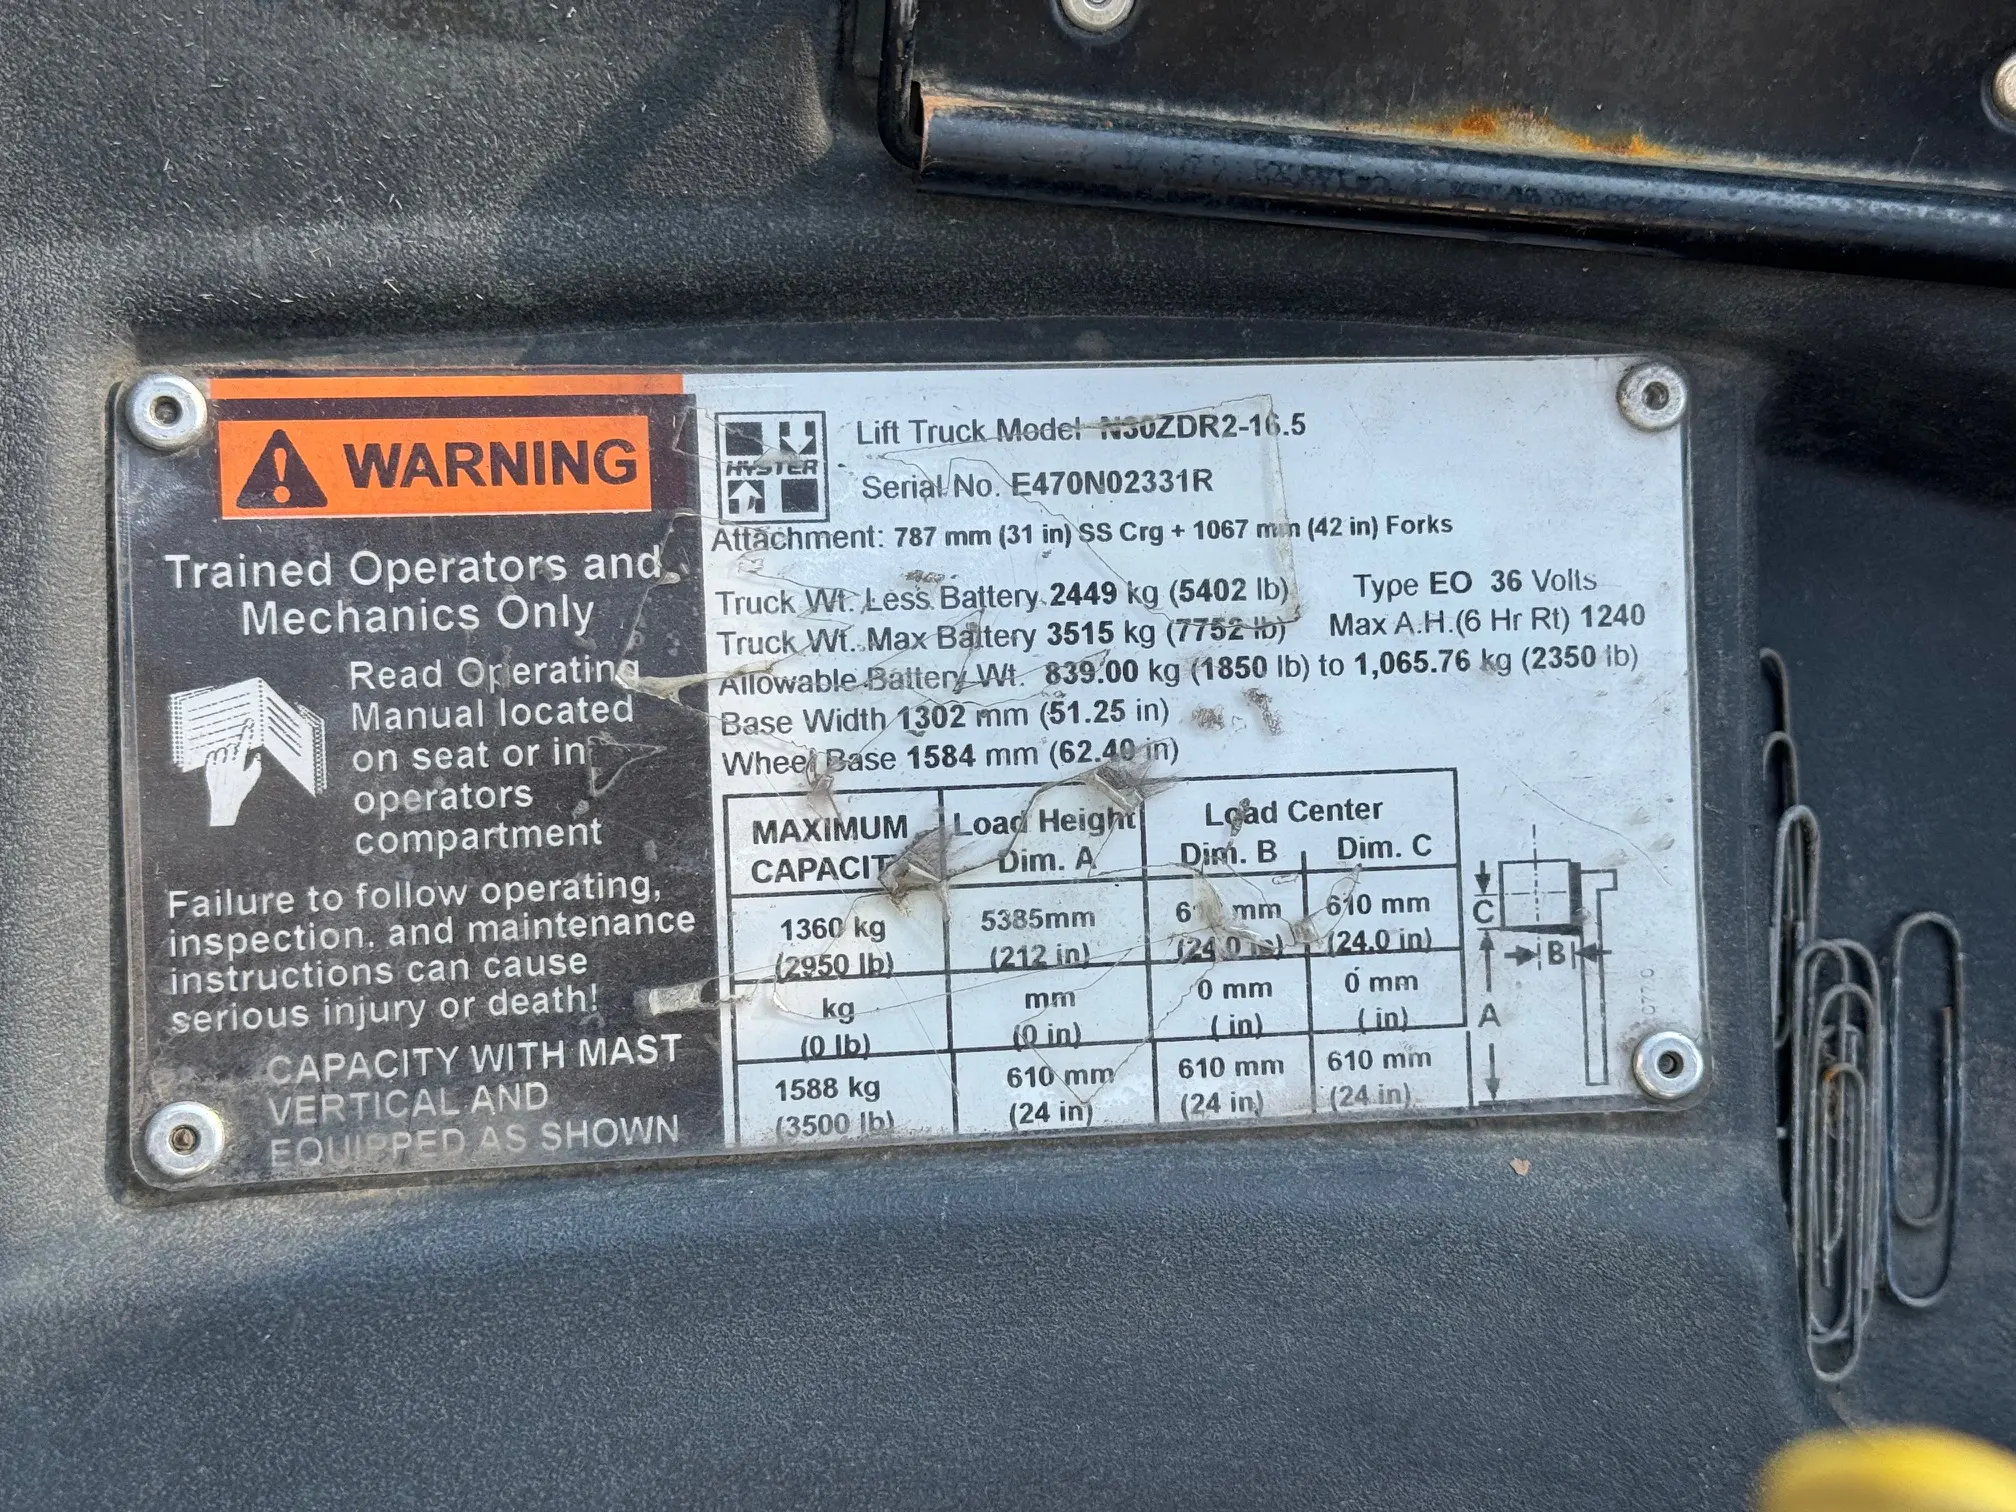 WARNING
Trained Operators and
Mechanics Only
Read Operating
Manual located
on seat or in
operators
compartment
Failure to follow operating,
inspection. and maintenance
instructions can cause
serious injury or death!
CAPACITY WITH MAST
VERTICAL AND
EQUIPPED AS SHOWN
HYSTER
Lift Truck Model N30ZDR2-16.5
Serial No. E470N02331R
Attachment: 787 mm (31 in) SS Crg + 1067 mm (42 in) Forks
Truck Wt. Less Battery 2449 kg (5402 lb) Type EO 36 Volts
Truck Wt. Max Battery 3515 kg (7752 lb) Max A.H.(6 Hr Rt) 1240
Allowable Battery Wt. 839.00 kg (1850 lb) to 1,065.76 kg (2350 lb)
Base Width 1302 mm (51.25 in)
Wheel Base 1584 mm (62.40 in)
MAXIMUM Load Height Load Center
CAPACIT Dim. A Dim. B Dim. C
1360 kg 5385mm mm 610 mm
(2950 lb) (212 in) (24.0 in) (24.0 in)
kg mm 0 mm 0 mm
(0 lb) (0 in) ( in) ( in)
1588 kg 610 mm 610 mm 610 mm
(3500 lb) (24 in) (24 in) (24 in)
C
B
A